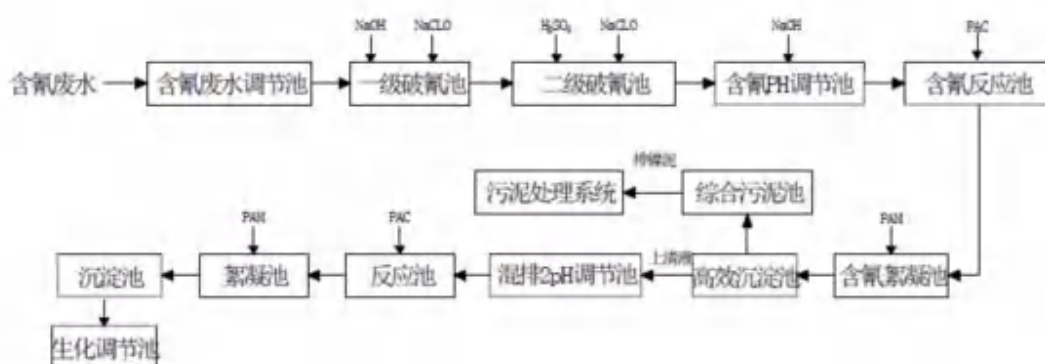 NaOH NaCLO H₂SO₄ NaCLO NaOH PAC
含氰废水 含氰废水调节池 一级破氰池 二级破氰池 含氰PH调节池 含氰反应池
污泥处理系统 综合污泥池
PAM PAC 上清液 PAM
沉淀池 絮凝池 反应池 混排2pH调节池 高效沉淀池 含氰絮凝池
生化调节池